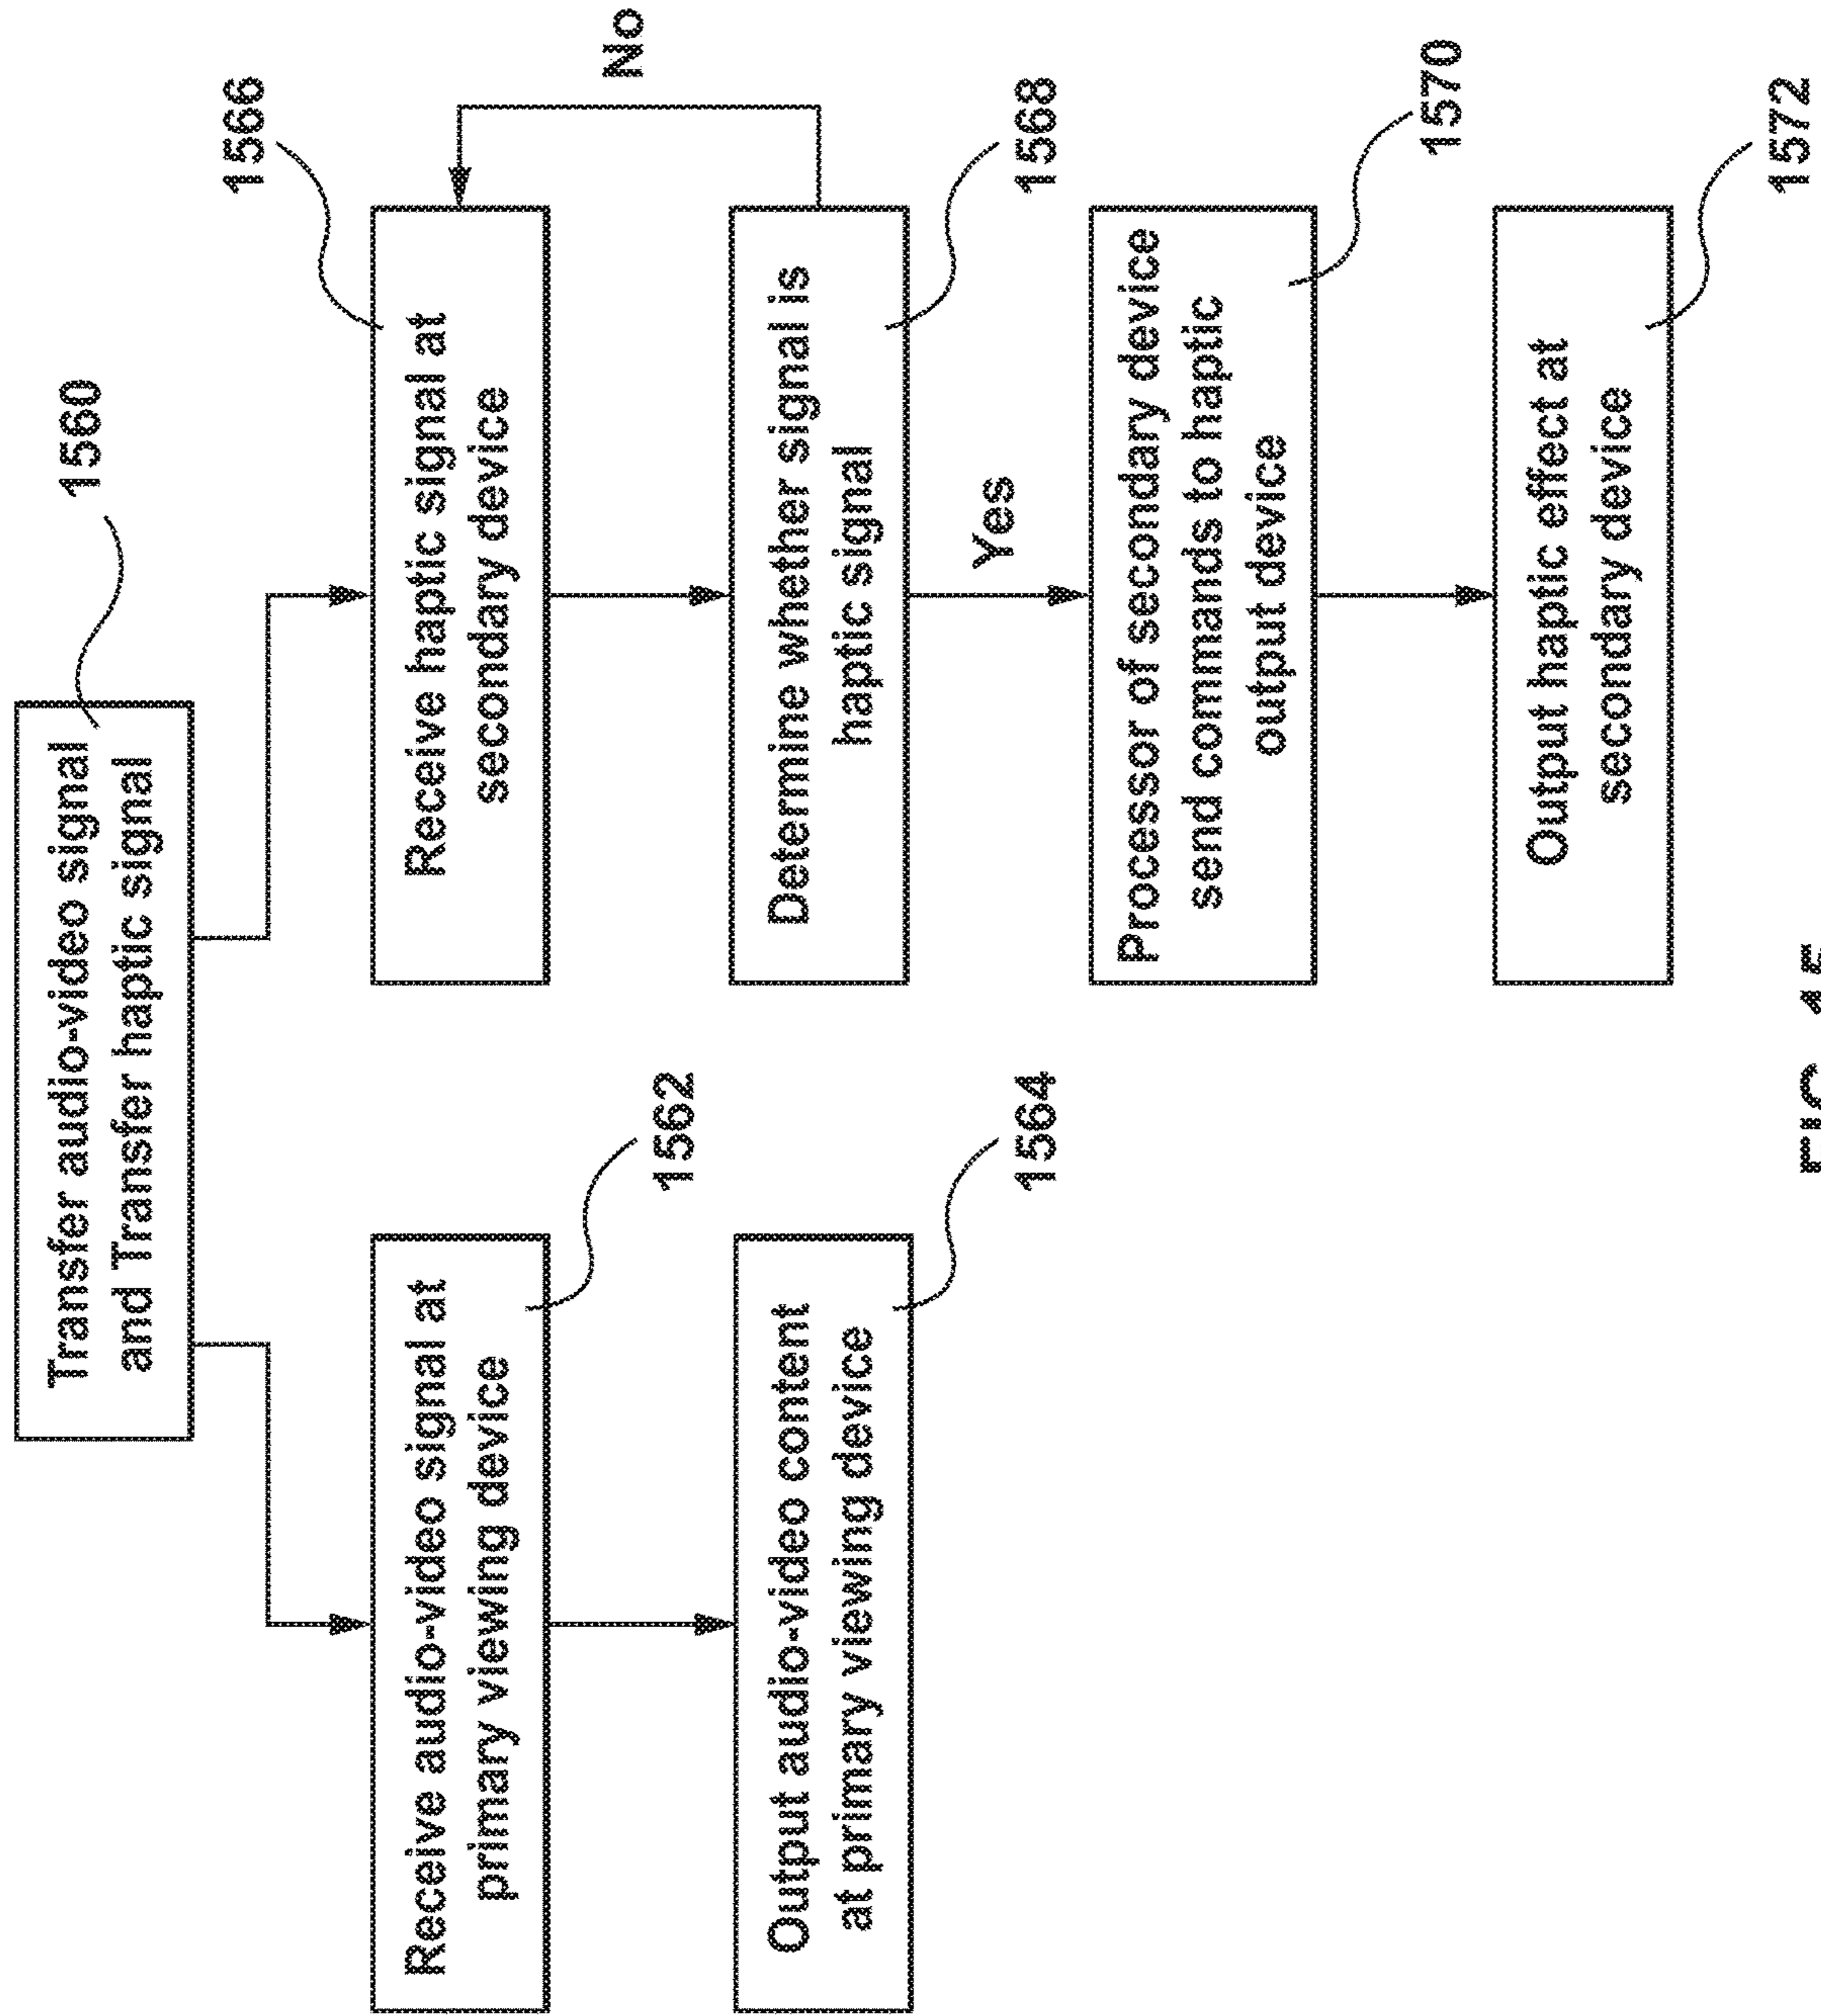 Transfer audio-video signal
and Transfer haptic signal
1560
Receive audio-video signal at
primary viewing device
1562
Output audio-video content
at primary viewing device
1564
Receive haptic signal at
secondary device
1566
Determine whether signal is
haptic signal
1568
No
Yes
Processor of secondary device
send commands to haptic
output device
1570
Output haptic effect at
secondary device
1572